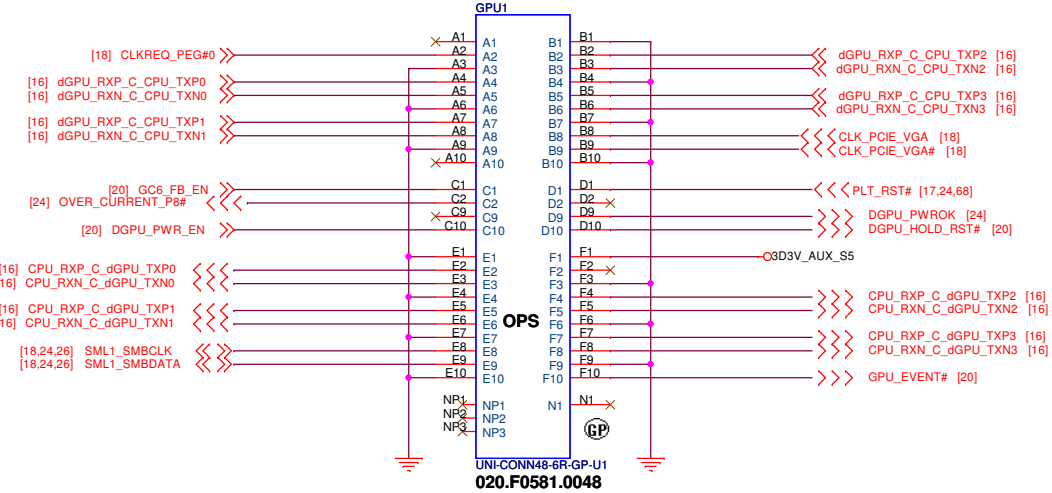 GPU1
A1 A1 B1 B1
[18] CLKREQ_PEG#0 A2 A2 B2 B2 dGPU_RXP_C_CPU_TXP2 [16]
A3 A3 B3 B3 dGPU_RXN_C_CPU_TXN2 [16]
[16] dGPU_RXP_C_CPU_TXP0 A4 A4 B4 B4
[16] dGPU_RXN_C_CPU_TXN0 A5 A5 B5 B5 dGPU_RXP_C_CPU_TXP3 [16]
A6 A6 B6 B6 dGPU_RXN_C_CPU_TXN3 [16]
[16] dGPU_RXP_C_CPU_TXP1 A7 A7 B7 B7
[16] dGPU_RXN_C_CPU_TXN1 A8 A8 B8 B8 CLK_PCIE_VGA [18]
A9 A9 B9 B9 CLK_PCIE_VGA# [18]
A10 A10 B10 B10
[20] GC6_FB_EN C1 C1 D1 D1 PLT_RST# [17,24,68]
[24] OVER_CURRENT_P8# C2 C2 D2 D2
C9 C9 D9 D9 DGPU_PWROK [24]
[20] DGPU_PWR_EN C10 C10 D10 D10 DGPU_HOLD_RST# [20]
E1 E1 F1 F1 3D3V_AUX_S5
[16] CPU_RXP_C_dGPU_TXP0 E2 E2 F2 F2
16] CPU_RXN_C_dGPU_TXN0 E3 E3 F3 F3
E4 E4 F4 F4 CPU_RXP_C_dGPU_TXP2 [16]
[16] CPU_RXP_C_dGPU_TXP1 E5 E5 F5 F5 CPU_RXN_C_dGPU_TXN2 [16]
16] CPU_RXN_C_dGPU_TXN1 E6 E6 OPS F6 F6
E7 E7 F7 F7 CPU_RXP_C_dGPU_TXP3 [16]
[18,24,26] SML1_SMBCLK E8 E8 F8 F8 CPU_RXN_C_dGPU_TXN3 [16]
[18,24,26] SML1_SMBDATA E9 E9 F9 F9
E10 E10 F10 F10 GPU_EVENT# [20]
NP1 NP1 N1 N1
NP2 NP2
NP3 NP3
GP
UNI-CONN48-6R-GP-U1
020.F0581.0048